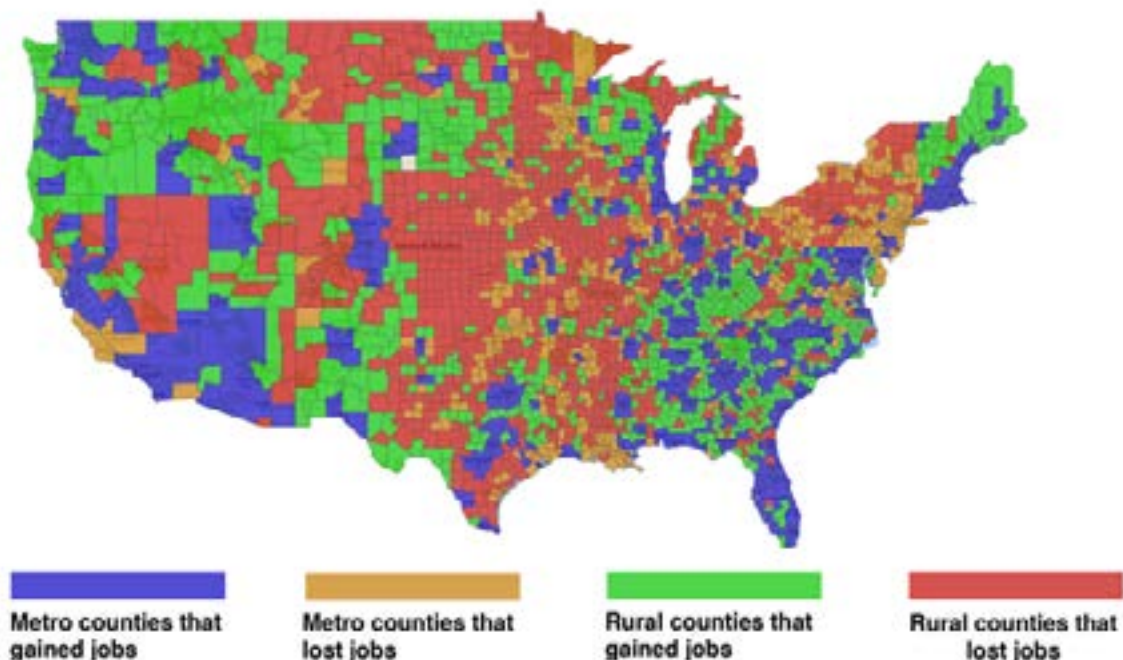 Metro counties that
gained jobs
Metro counties that
lost jobs
Rural counties that
gained jobs
Rural counties that
lost jobs